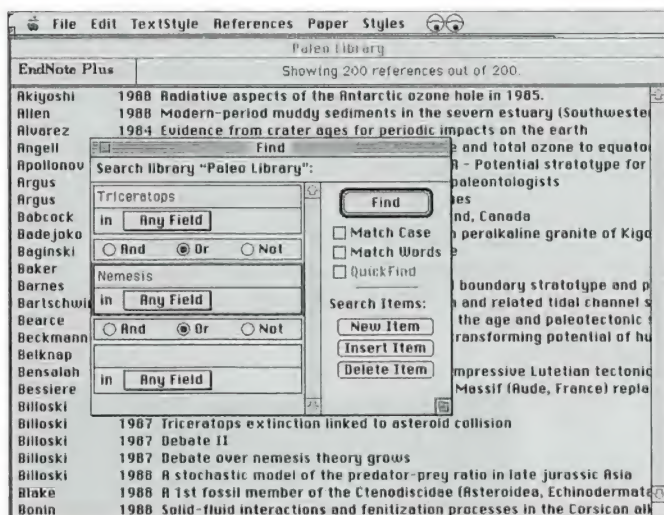 File Edit TextStyle References Paper Styles
Paleo Library
EndNote Plus Showing 200 references out of 200.
Akiyoshi 1988 Radiative aspects of the Antarctic ozone hole in 1985.
Allen 1988 Modern-period muddy sediments in the severn estuary (Southweste
Alvarez 1984 Evidence from crater ages for periodic impacts on the earth
Angell e and total ozone to equato
Apollonov A - Potential stratotype for
Argus paleontologists
Argus es
Babcock nd, Canada
Badejoko peralkaline granite of Kigo
Baginski
Baker
Barnes boundary stratotype and p
Bartschwi and related tidal channel s
Bearce the age and paleotectonic
Beckmann ransforming potential of hu
Belknap
Bensalah mpressive Lutetian tectonic
Bessiere Massif (Aude, France) repla
Billoski
Billoski 1987 Triceratops extinction linked to asteroid collision
Billoski 1987 Debate II
Billoski 1987 Debate over nemesis theory grows
Billoski 1988 A stochastic model of the predator-prey ratio in late jurassic Asia
Blake 1988 A 1st fossil member of the Ctenodiscidae (Asteroidea, Echinodermata
Bonin 1988 Solid-fluid interactions and fenitization processes in the Corsican alk
Find
Search library "Paleo Library":
Triceratops
in Any Field
And Or Not
Nemesis
in Any Field
And Or Not
in Any Field
Find
Match Case
Match Words
QuickFind
Search Items:
New Item
Insert Item
Delete Item